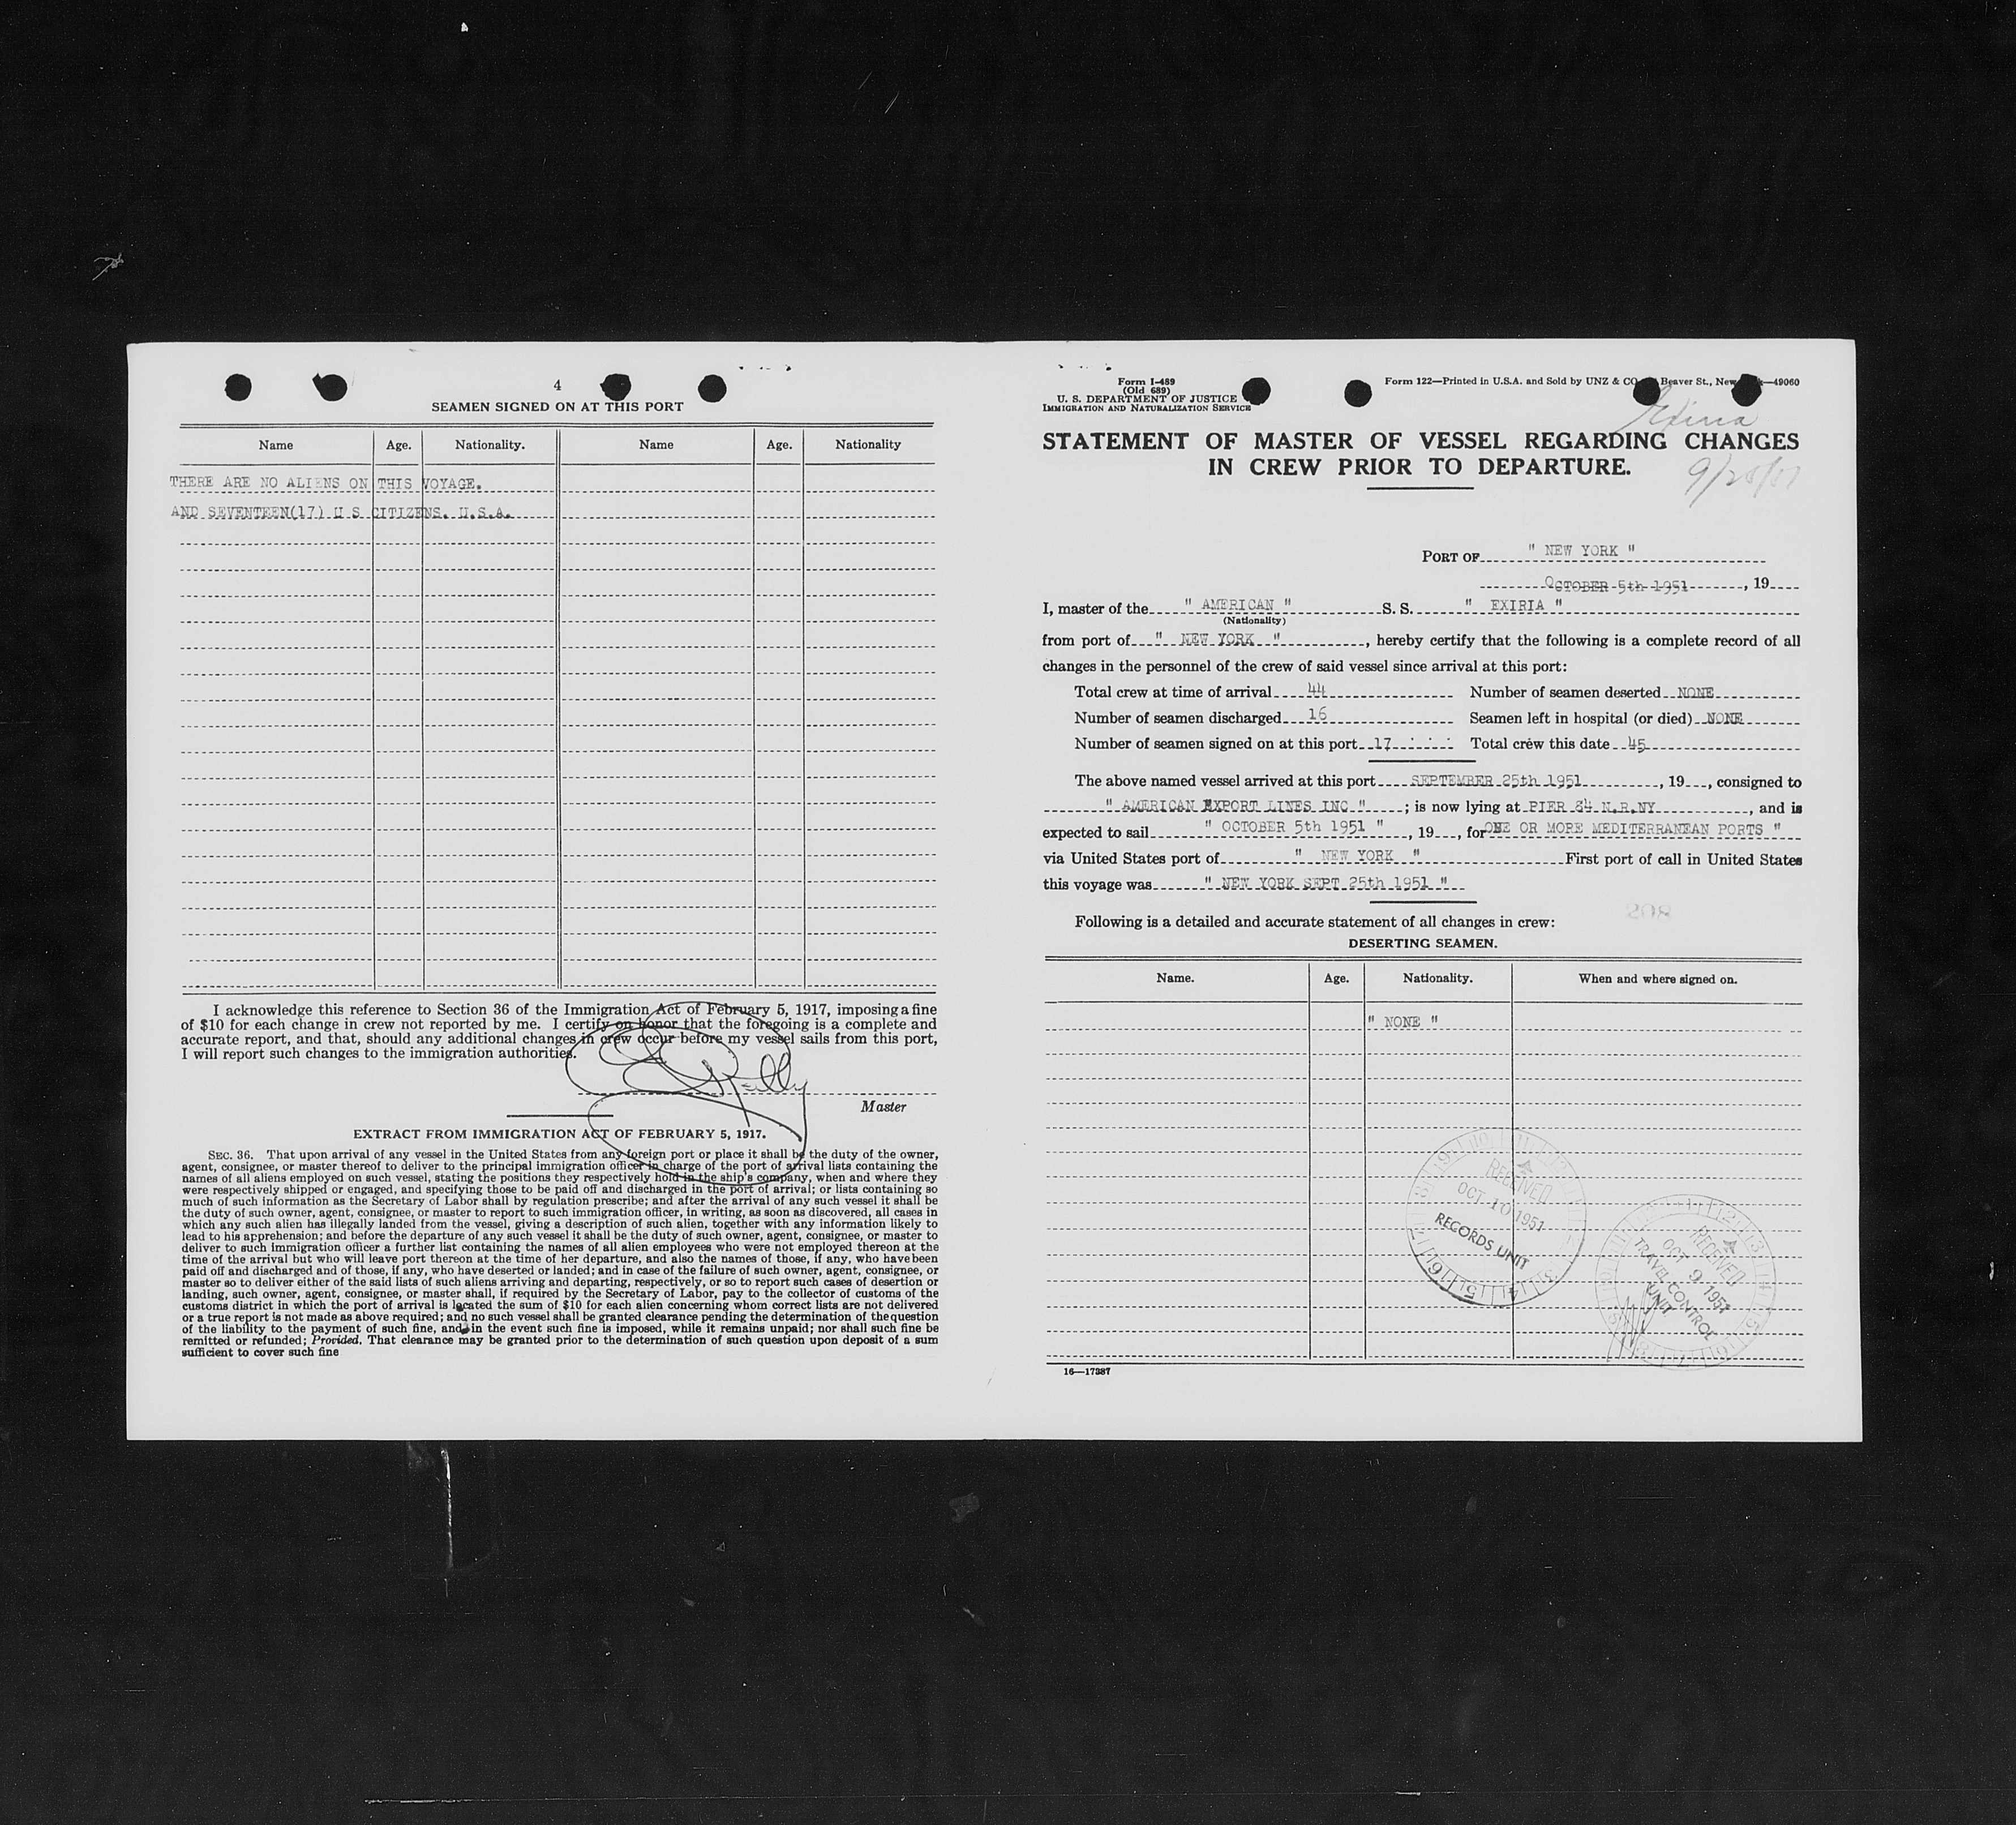 4
SEAMEN SIGNED ON AT THIS PORT
Name Age. Nationality. Name Age. Nationality
THERE ARE NO ALIENS ON THIS VOYAGE.
AND SEVENTEEN(17) U S CITIZENS. U.S.A.
I acknowledge this reference to Section 36 of the Immigration Act of February 5, 1917, imposing a fine
of $10 for each change in crew not reported by me. I certify on honor that the foregoing is a complete and
accurate report, and that, should any additional changes in crew occur before my vessel sails from this port,
I will report such changes to the immigration authorities.
Master
EXTRACT FROM IMMIGRATION ACT OF FEBRUARY 5, 1917.
SEC. 36. That upon arrival of any vessel in the United States from any foreign port or place it shall be the duty of the owner,
agent, consignee, or master thereof to deliver to the principal immigration officer in charge of the port of arrival lists containing the
names of all aliens employed on such vessel, stating the positions they respectively hold in the ship's company, when and where they
were respectively shipped or engaged, and specifying those to be paid off and discharged in the port of arrival; or lists containing so
much of such information as the Secretary of Labor shall by regulation prescribe; and after the arrival of any such vessel it shall be
the duty of such owner, agent, consignee, or master to report to such immigration officer, in writing, as soon as discovered, all cases in
which any such alien has illegally landed from the vessel, giving a description of such alien, together with any information likely to
lead to his apprehension; and before the departure of any such vessel it shall be the duty of such owner, agent, consignee, or master to
deliver to such immigration officer a further list containing the names of all alien employees who were not employed thereon at the
time of the arrival but who will leave port thereon at the time of her departure, and also the names of those, if any, who have been
paid off and discharged and of those, if any, who have deserted or landed; and in case of the failure of such owner, agent, consignee, or
master so to deliver either of the said lists of such aliens arriving and departing, respectively, or so to report such cases of desertion or
landing, such owner, agent, consignee, or master shall, if required by the Secretary of Labor, pay to the collector of customs of the
customs district in which the port of arrival is located the sum of $10 for each alien concerning whom correct lists are not delivered
or a true report is not made as above required; and no such vessel shall be granted clearance pending the determination of the question
of the liability to the payment of such fine, and in the event such fine is imposed, while it remains unpaid; nor shall such fine be
remitted or refunded; Provided, That clearance may be granted prior to the determination of such question upon deposit of a sum
sufficient to cover such fine
Form I-489
(Old 689)
U. S. DEPARTMENT OF JUSTICE
IMMIGRATION AND NATURALIZATION SERVICE
Form 122—Printed in U.S.A. and Sold by UNZ & CO Beaver St., New —49060
STATEMENT OF MASTER OF VESSEL REGARDING CHANGES
IN CREW PRIOR TO DEPARTURE.
PORT OF " NEW YORK "
OCTOBER 5th 1951, 19
I, master of the " AMERICAN " S. S. " EXIRIA "
(Nationality)
from port of " NEW YORK ", hereby certify that the following is a complete record of all
changes in the personnel of the crew of said vessel since arrival at this port:
Total crew at time of arrival 44 Number of seamen deserted NONE
Number of seamen discharged 16 Seamen left in hospital (or died) NONE
Number of seamen signed on at this port 17 Total crew this date 45
The above named vessel arrived at this port SEPTEMBER 25th 1951, 19, consigned to
" AMERICAN EXPORT LINES INC "; is now lying at PIER 84 N.R.NY, and is
expected to sail " OCTOBER 5th 1951 ", 19, for ONE OR MORE MEDITERRANEAN PORTS "
via United States port of " NEW YORK " First port of call in United States
this voyage was " NEW YORK SEPT 25th 1951 "
Following is a detailed and accurate statement of all changes in crew:
DESERTING SEAMEN.
Name. Age. Nationality. When and where signed on.
" NONE "
RECEIVED
OCT 10 1951
RECORDS UNIT
RECEIVED
OCT 9 1951
TRAVEL CONTROL
UNIT
16—17387